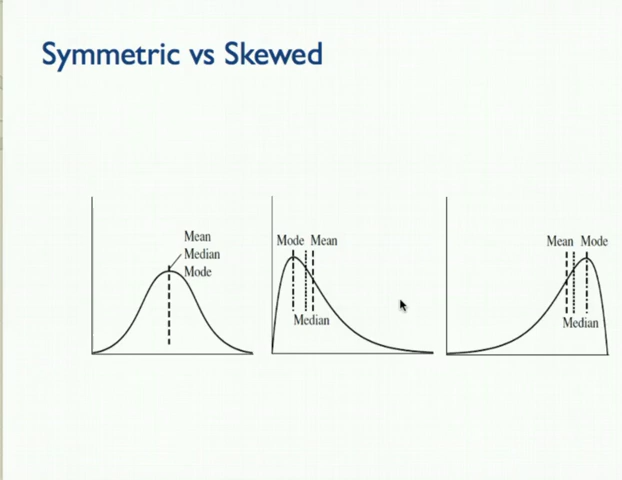 Symmetric vs Skewed
Mean
Median
Mode
Mode Mean
Median
Mean Mode
Median